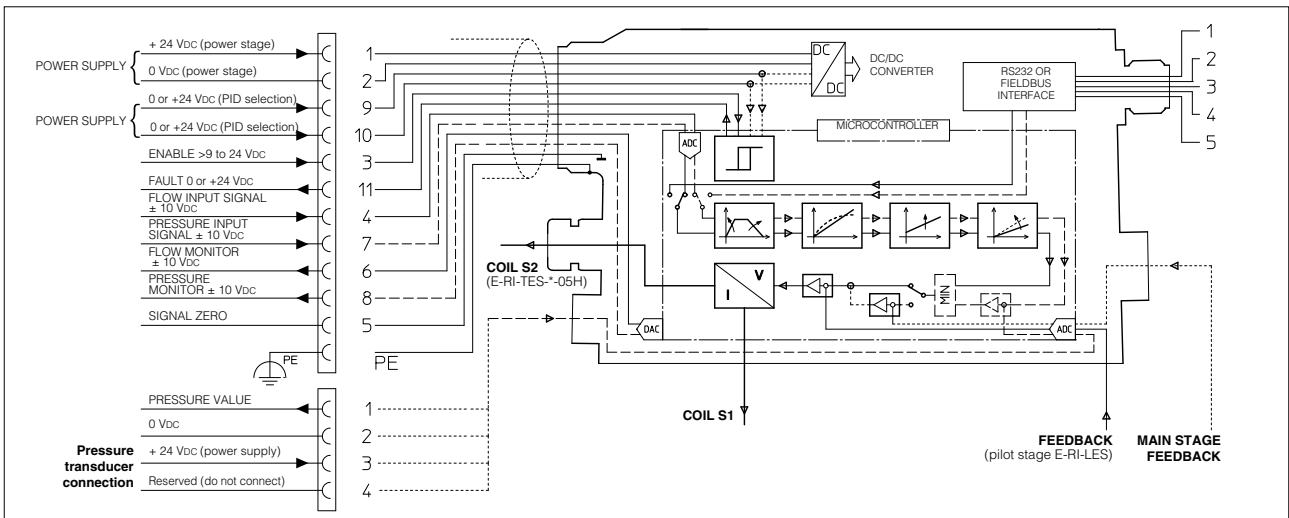 + 24 VDC (power stage)
POWER SUPPLY
0 VDC (power stage)
0 or +24 VDC (PID selection)
POWER SUPPLY
0 or +24 VDC (PID selection)
ENABLE >9 to 24 VDC
FAULT 0 or +24 VDC
FLOW INPUT SIGNAL
± 10 VDC
PRESSURE INPUT
SIGNAL ± 10 VDC
FLOW MONITOR
± 10 VDC
PRESSURE
MONITOR ± 10 VDC
SIGNAL ZERO
PE
1
2
9
10
3
11
4
7
6
8
5
PE
PRESSURE VALUE
0 VDC
Pressure
transducer
connection
+ 24 VDC (power supply)
Reserved (do not connect)
1
2
3
4
DC
DC
DC/DC
CONVERTER
RS232 OR
FIELDBUS
INTERFACE
1
2
3
4
5
MICROCONTROLLER
ADC
COIL S2
(E-RI-TES-*-05H)
V
I
MIN
DAC
ADC
COIL S1
FEEDBACK
(pilot stage E-RI-LES)
MAIN STAGE
FEEDBACK